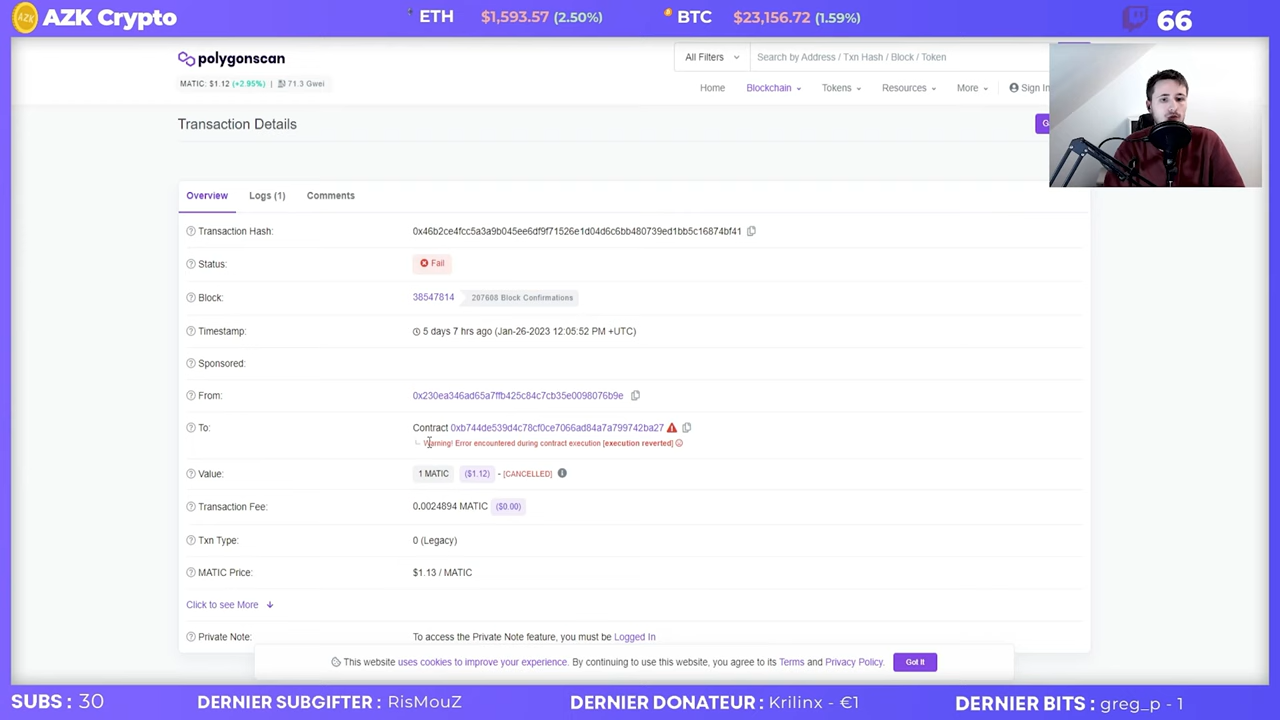 AZK
AZK Crypto
ETH $1,593.57 (2.50%)
BTC $23,156.72 (1.59%)
66
polygonscan
All Filters
Search by Address / Txn Hash / Block / Token
MATIC: $1.12 (+2.95%)
71.3 Gwei
Home
Blockchain
Tokens
Resources
More
Sign In
Transaction Details
Overview
Logs (1)
Comments
Transaction Hash: 0x46b2ce4fcc5a3a9b045ee6df9f71526e1d04d6c6bb480739ed1bb5c16874bf41
Status: Fail
Block: 38547814 207608 Block Confirmations
Timestamp: 5 days 7 hrs ago (Jan-26-2023 12:05:52 PM +UTC)
Sponsored:
From: 0x230ea346ad65a7ffb425c84c7cb35e0098076b9e
To: Contract 0xb744de539d4c78cf0ce7066ad84a7a799742ba27
Warning! Error encountered during contract execution [execution reverted]
Value: 1 MATIC ($1.12) - [CANCELLED]
Transaction Fee: 0.0024894 MATIC ($0.00)
Txn Type: 0 (Legacy)
MATIC Price: $1.13 / MATIC
Click to see More
Private Note: To access the Private Note feature, you must be Logged In
This website uses cookies to improve your experience. By continuing to use this website, you agree to its Terms and Privacy Policy.
Got It
SUBS : 30
DERNIER SUBGIFTER : RisMouZ
DERNIER DONATEUR : Krilinx - €1
DERNIER BITS : greg_p - 1